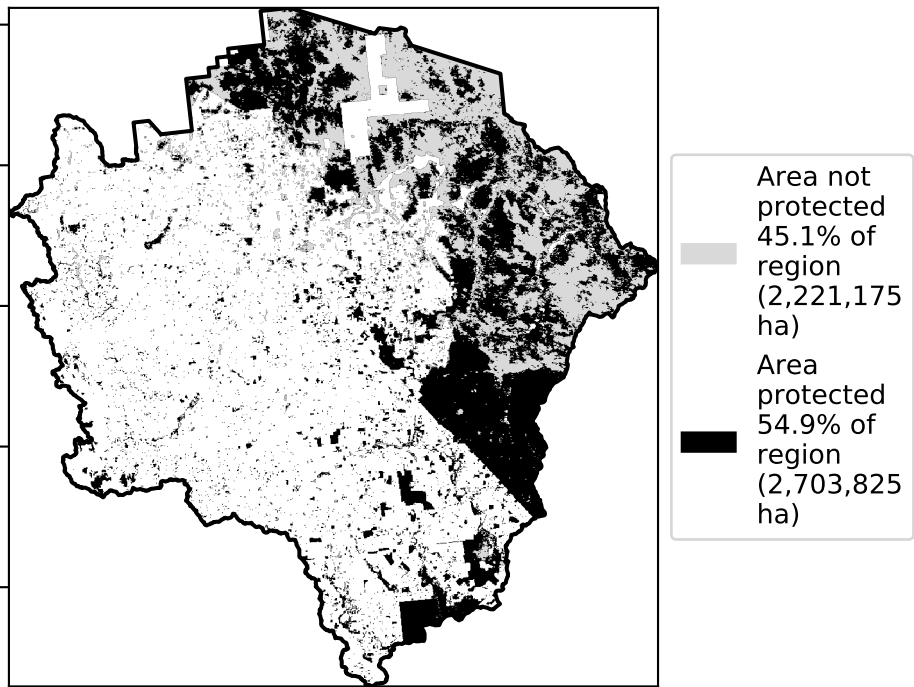 Area not
protected
45.1% of
region
(2,221,175
ha)
Area
protected
54.9% of
region
(2,703,825
ha)